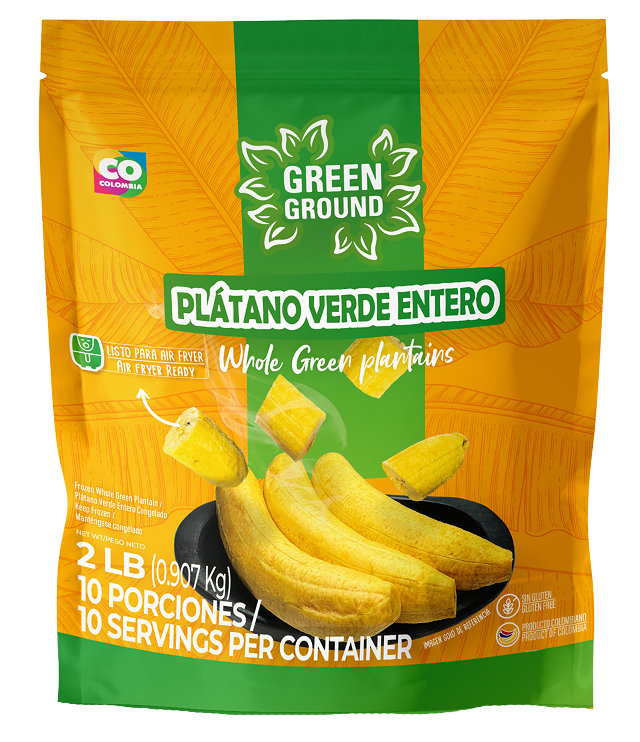 CO
COLOMBIA
GREEN
GROUND
PLÁTANO VERDE ENTERO
Whole Green plantains
LISTO PARA AIR FRYER
AIR FRYER READY
Frozen Whole Green Plantain /
Plátano Verde Entero Congelado
Keep Frozen /
Manténgase congelado
NET WT/PESO NETO
2 LB (0.907 Kg)
10 PORCIONES /
10 SERVINGS PER CONTAINER
IMAGEN SOLO DE REFERENCIA
SIN GLUTEN
GLUTEN FREE
PRODUCTO COLOMBIANO
PRODUCT OF COLOMBIA